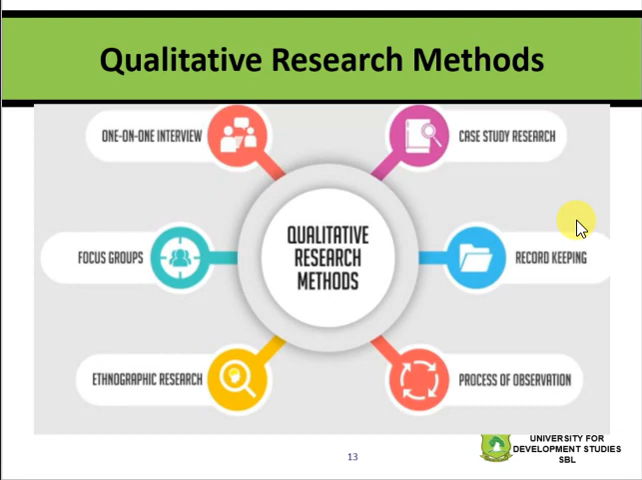 Qualitative Research Methods
ONE-ON-ONE INTERVIEW
CASE STUDY RESEARCH
FOCUS GROUPS
QUALITATIVE
RESEARCH
METHODS
RECORD KEEPING
ETHNOGRAPHIC RESEARCH
PROCESS OF OBSERVATION
13
UNIVERSITY FOR
DEVELOPMENT STUDIES
SBL